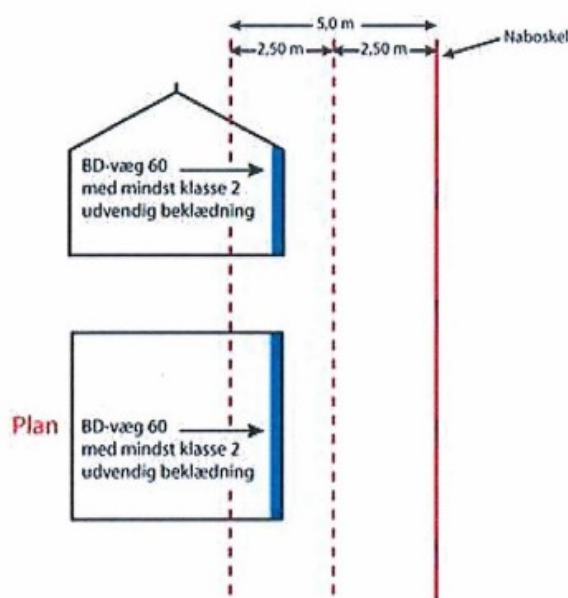 5,0 m
2,50 m 2,50 m
Naboskel
BD-væg 60
med mindst klasse 2
udvendig beklædning
Plan
BD-væg 60
med mindst klasse 2
udvendig beklædning